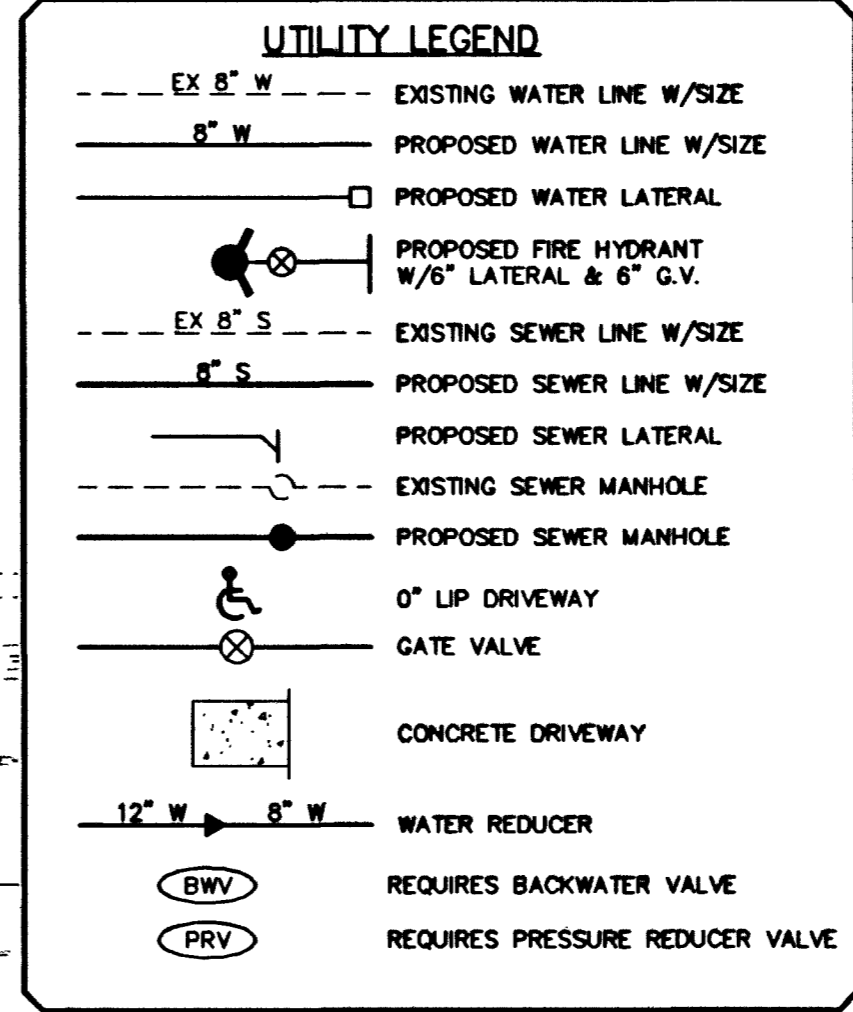 UTILITY LEGEND
EX 8" W EXISTING WATER LINE W/SIZE
8" W PROPOSED WATER LINE W/SIZE
PROPOSED WATER LATERAL
PROPOSED FIRE HYDRANT
W/6" LATERAL & 6" G.V.
EX 8" S EXISTING SEWER LINE W/SIZE
8" S PROPOSED SEWER LINE W/SIZE
PROPOSED SEWER LATERAL
EXISTING SEWER MANHOLE
PROPOSED SEWER MANHOLE
0" LIP DRIVEWAY
GATE VALVE
CONCRETE DRIVEWAY
12" W 8" W WATER REDUCER
BWV REQUIRES BACKWATER VALVE
PRV REQUIRES PRESSURE REDUCER VALVE